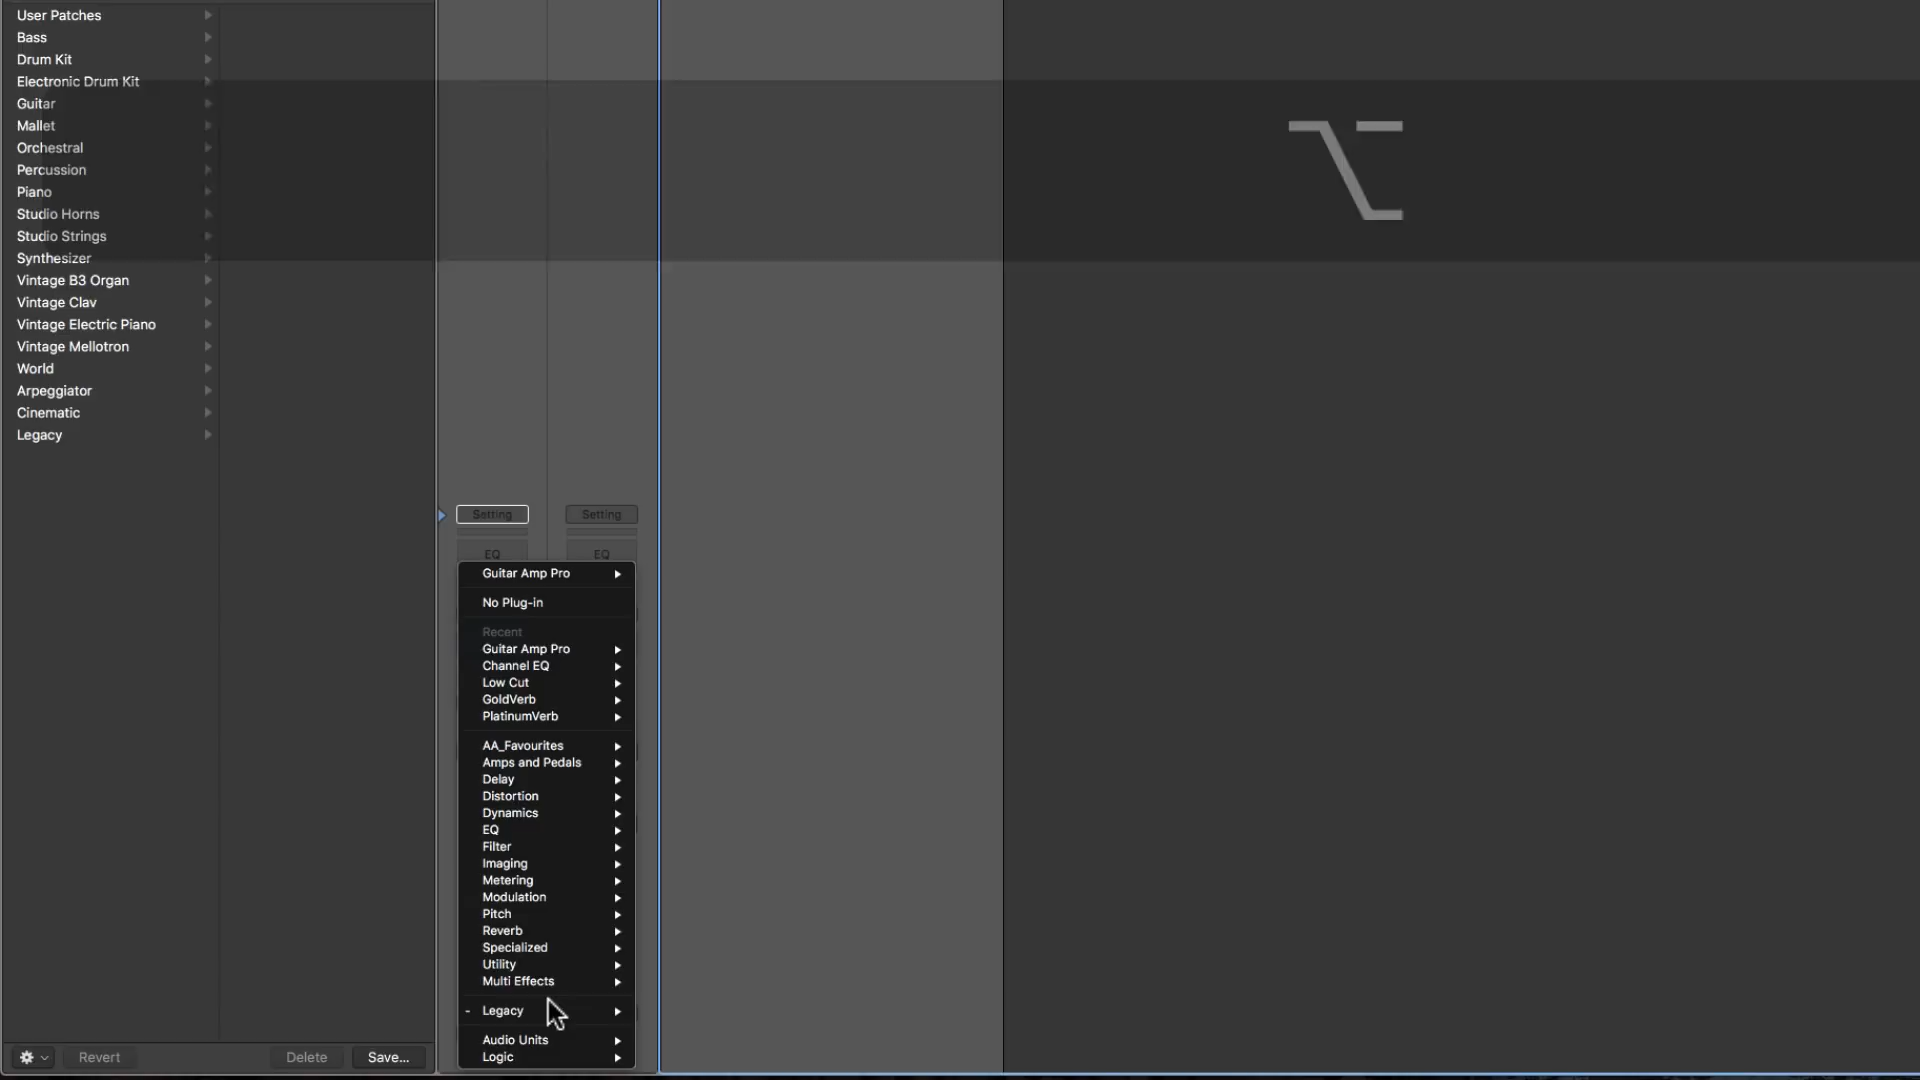 User Patches
Bass
Drum Kit
Electronic Drum Kit
Guitar
Mallet
Orchestral
Percussion
Piano
Studio Horns
Studio Strings
Synthesizer
Vintage B3 Organ
Vintage Clav
Vintage Electric Piano
Vintage Mellotron
World
Arpeggiator
Cinematic
Legacy
Revert
Delete
Save...
Setting
Setting
EQ
EQ
Guitar Amp Pro
No Plug-in
Recent
Guitar Amp Pro
Channel EQ
Low Cut
GoldVerb
PlatinumVerb
AA_Favourites
Amps and Pedals
Delay
Distortion
Dynamics
EQ
Filter
Imaging
Metering
Modulation
Pitch
Reverb
Specialized
Utility
Multi Effects
- Legacy
Audio Units
Logic
⌥